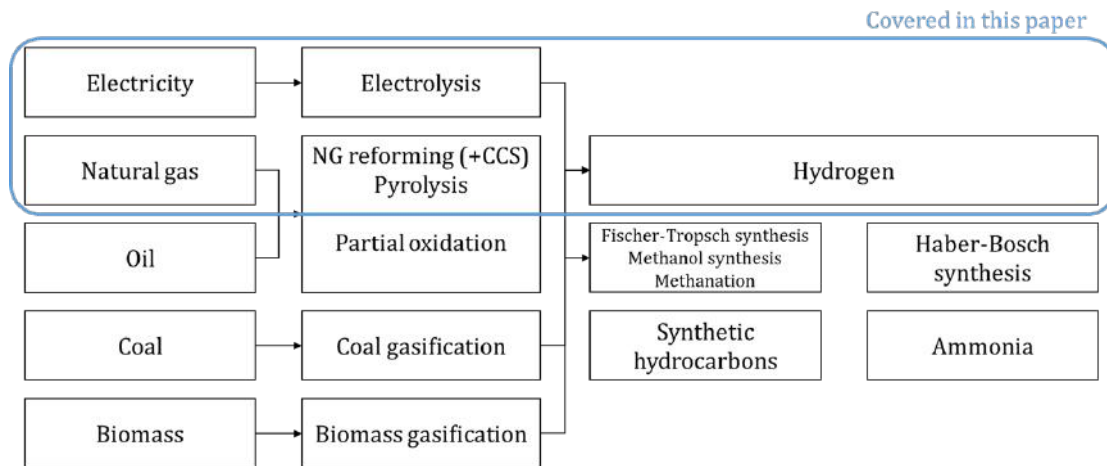 Covered in this paper
Electricity
Electrolysis
Natural gas
NG reforming (+CCS)
Pyrolysis
Hydrogen
Oil
Partial oxidation
Fischer-Tropsch synthesis
Methanol synthesis
Methanation
Haber-Bosch
synthesis
Coal
Coal gasification
Synthetic
hydrocarbons
Ammonia
Biomass
Biomass gasification